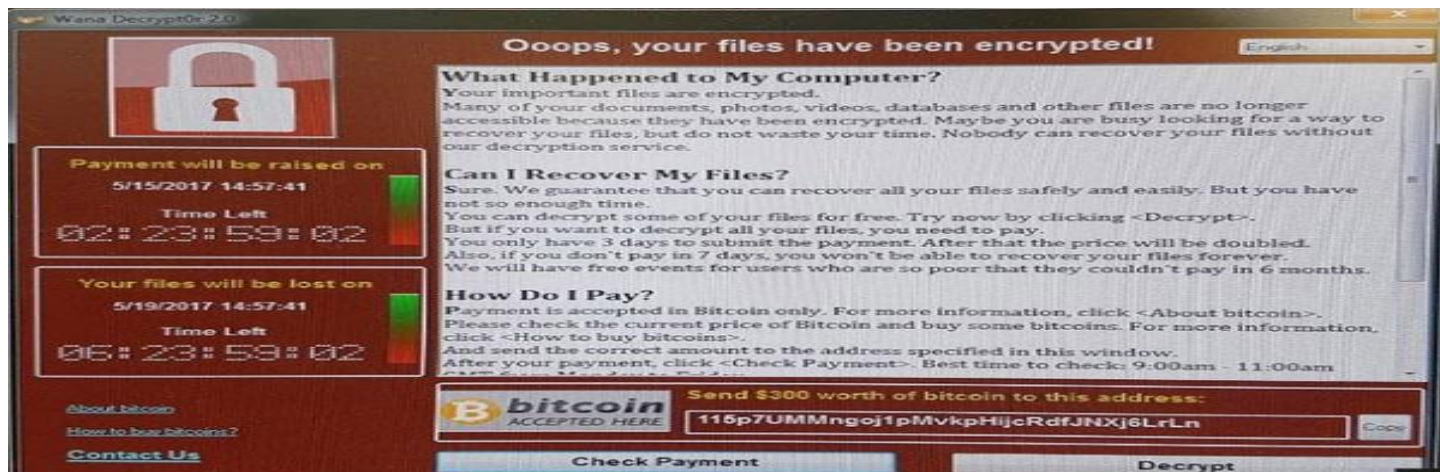 Wana Decrypt0r 2.0
Ooops, your files have been encrypted!
English
What Happened to My Computer?
Your important files are encrypted.
Many of your documents, photos, videos, databases and other files are no longer
accessible because they have been encrypted. Maybe you are busy looking for a way to
recover your files, but do not waste your time. Nobody can recover your files without
our decryption service.
Can I Recover My Files?
Sure. We guarantee that you can recover all your files safely and easily. But you have
not so enough time.
You can decrypt some of your files for free. Try now by clicking <Decrypt>.
But if you want to decrypt all your files, you need to pay.
You only have 3 days to submit the payment. After that the price will be doubled.
Also, if you don't pay in 7 days, you won't be able to recover your files forever.
We will have free events for users who are so poor that they couldn't pay in 6 months.
How Do I Pay?
Payment is accepted in Bitcoin only. For more information, click <About bitcoin>.
Please check the current price of Bitcoin and buy some bitcoins. For more information,
click <How to buy bitcoins>.
And send the correct amount to the address specified in this window.
After your payment, click <Check Payment>. Best time to check: 9:00am - 11:00am
Payment will be raised on
5/15/2017 14:57:41
Time Left
02:23:59:02
Your files will be lost on
5/19/2017 14:57:41
Time Left
06:23:59:02
About bitcoin
How to buy bitcoins?
Contact Us
bitcoin
ACCEPTED HERE
Send $300 worth of bitcoin to this address:
115p7UMMngoj1pMvkpHijcRdfJNXj6LrLn
Copy
Check Payment
Decrypt